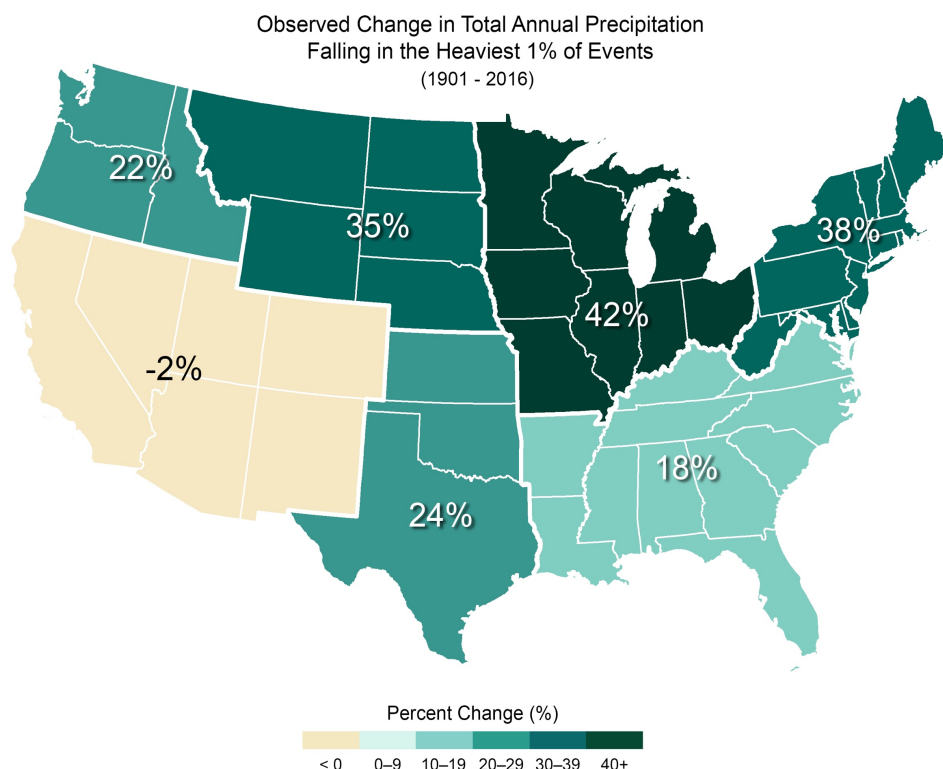 Observed Change in Total Annual Precipitation
Falling in the Heaviest 1% of Events
(1901 - 2016)
22%
35%
38%
42%
-2%
18%
24%
Percent Change (%)
< 0 0–9 10–19 20–29 30–39 40+